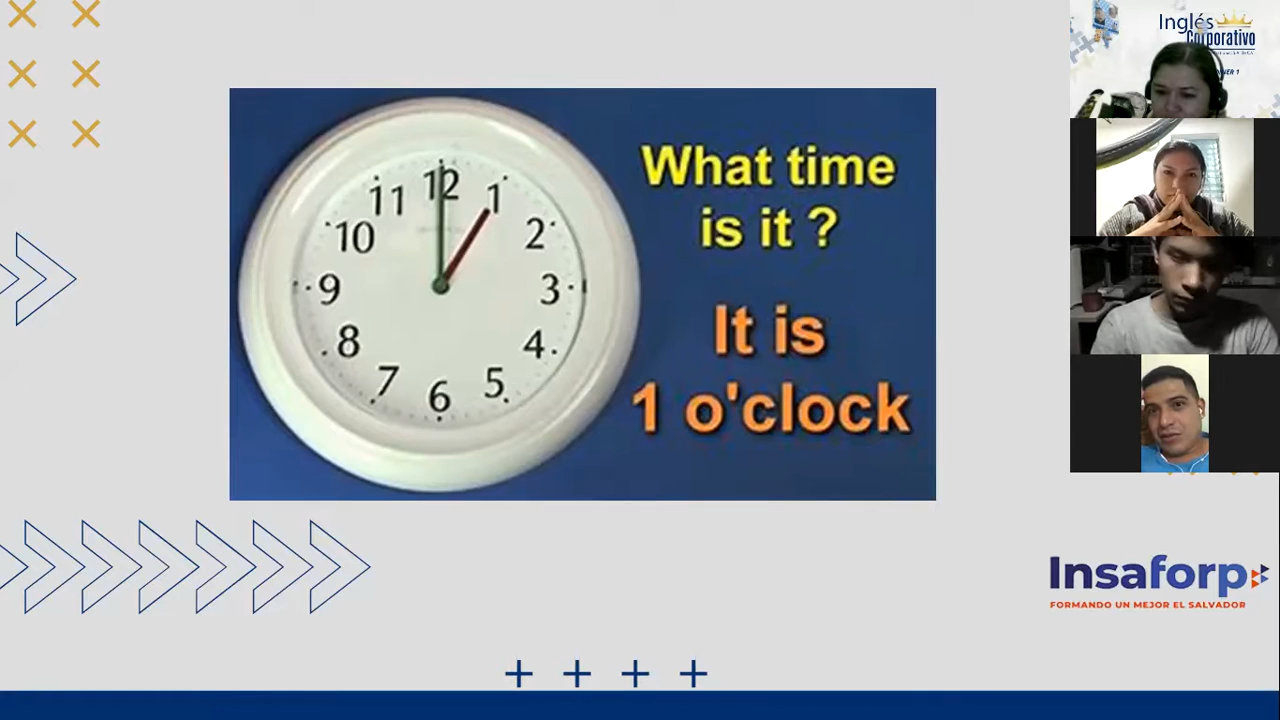 What time
is it ?
It is
1 o'clock
12
1
2
3
4
5
6
7
8
9
10
11
Inglés
Corporativo
Insaforp
FORMANDO UN MEJOR EL SALVADOR